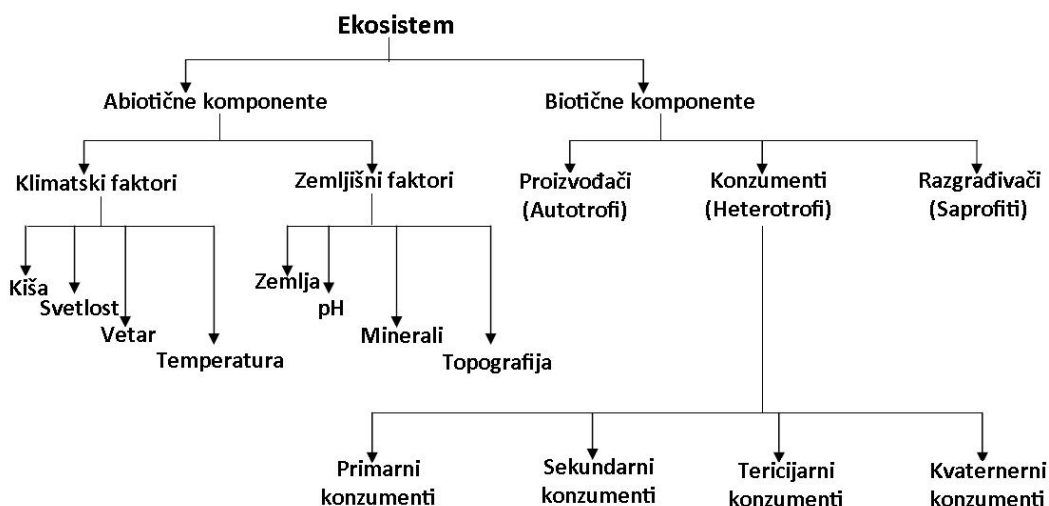 Ekosistem
Abiotične komponente
Biotične komponente
Klimatski faktori
Zemljišni faktori
Proizvođači
(Autotrofi)
Konzumenti
(Heterotrofi)
Razgrađivači
(Saprofiti)
Kiša
Svetlost
Vetar
Temperatura
Zemlja
pH
Minerali
Topografija
Primarni
konzumenti
Sekundarni
konzumenti
Tericijarni
konzumenti
Kvaternerni
konzumenti